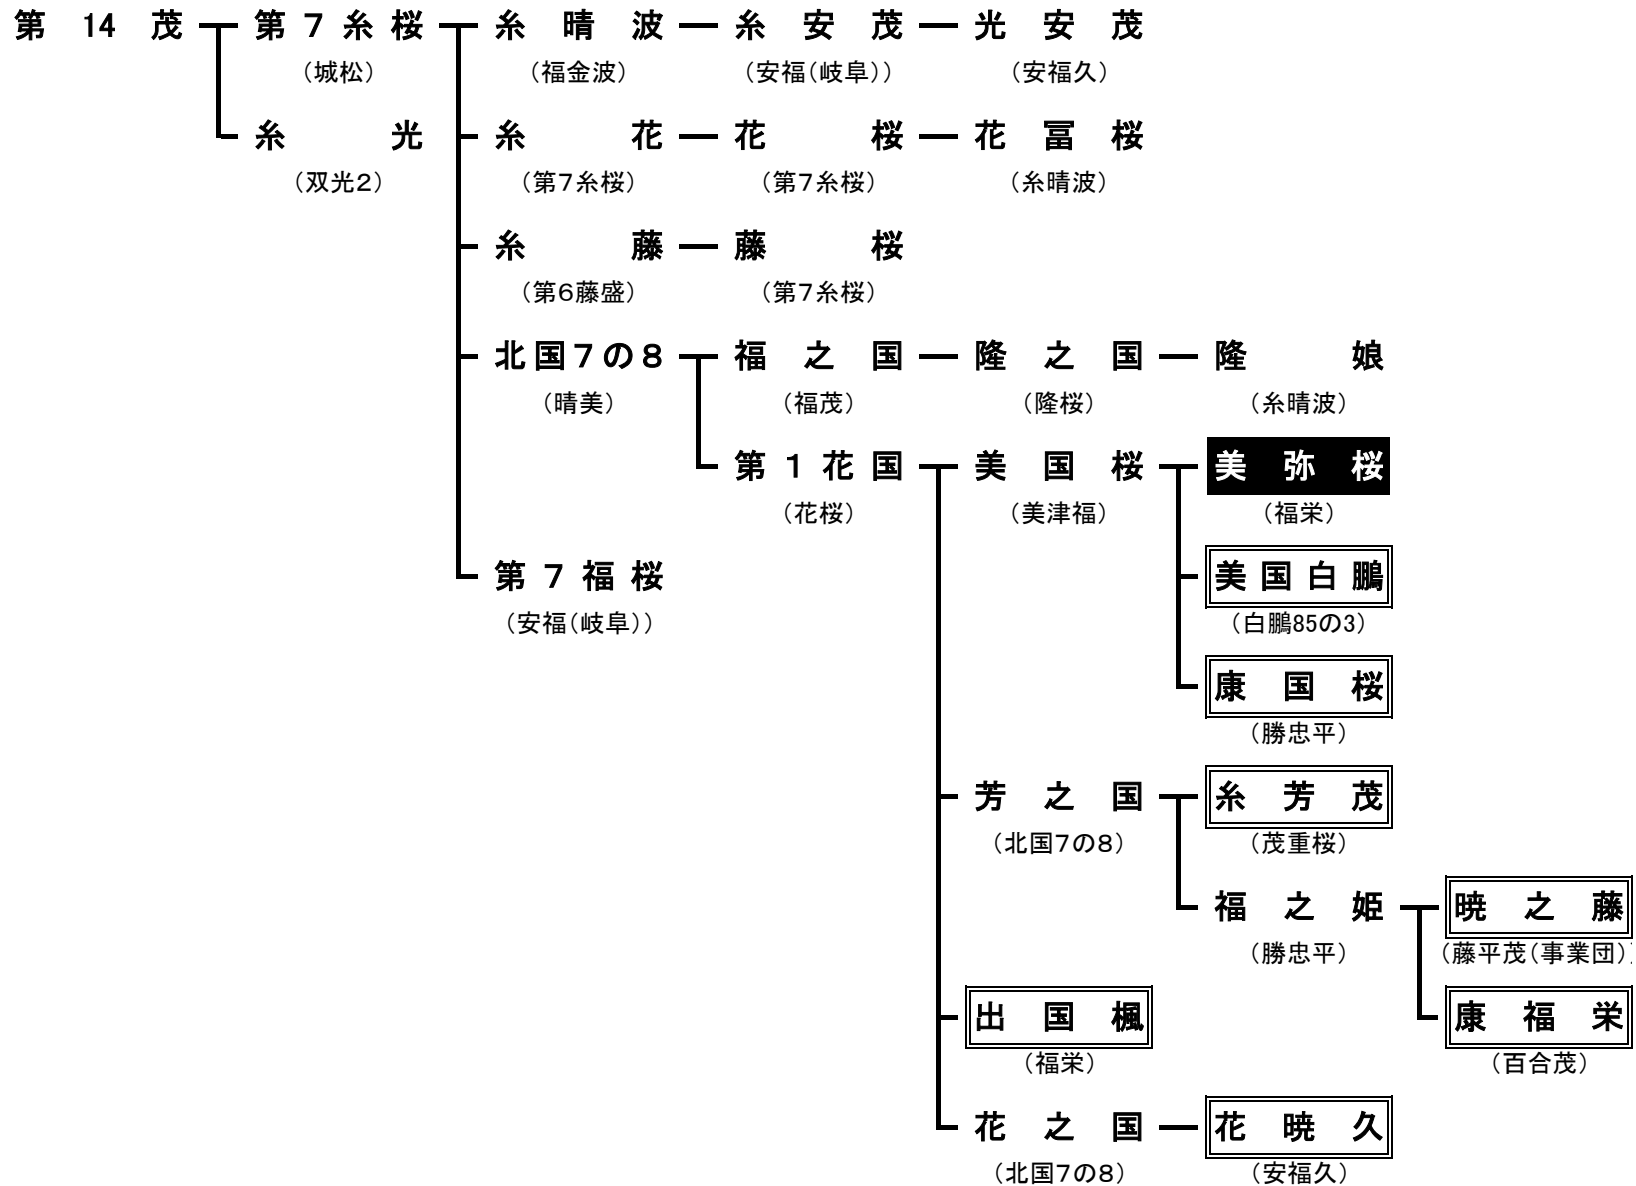 第 14 茂 第 7 糸 桜 糸 晴 波 糸 安 茂 光 安 茂
（城松） （福金波） （安福（岐阜）） （安福久）
糸 光 糸 花 花 桜 花 冨 桜
（双光2） （第7糸桜） （第7糸桜） （糸晴波）
糸 藤 藤 桜
（第6藤盛） （第7糸桜）
北国7の8 福 之 国 隆 之 国 隆 娘
（晴美） （福茂） （隆桜） （糸晴波）
第 1 花 国 美 国 桜 美 弥 桜
（花桜） （美津福） （福栄）
第 7 福 桜 美 国 白 鵬
（安福（岐阜）） （白鵬85の3）
康 国 桜
（勝忠平）
芳 之 国 糸 芳 茂
（北国7の8） （茂重桜）
福 之 姫 暁 之 藤
（勝忠平） （藤平茂（事業団）
出 国 楓 康 福 栄
（福栄） （百合茂）
花 之 国 花 暁 久
（北国7の8） （安福久）